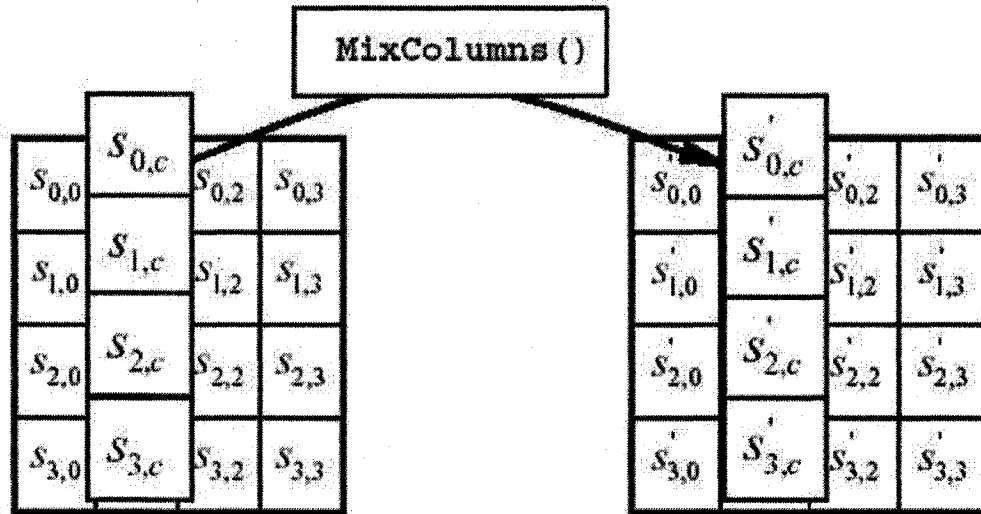 MixColumns()
s0,0 s0,c s0,2 s0,3 s'0,0 s'0,c s'0,2 s'0,3
s1,0 s1,c s1,2 s1,3 s'1,0 s'1,c s'1,2 s'1,3
s2,0 s2,c s2,2 s2,3 s'2,0 s'2,c s'2,2 s'2,3
s3,0 s3,c s3,2 s3,3 s'3,0 s'3,c s'3,2 s'3,3